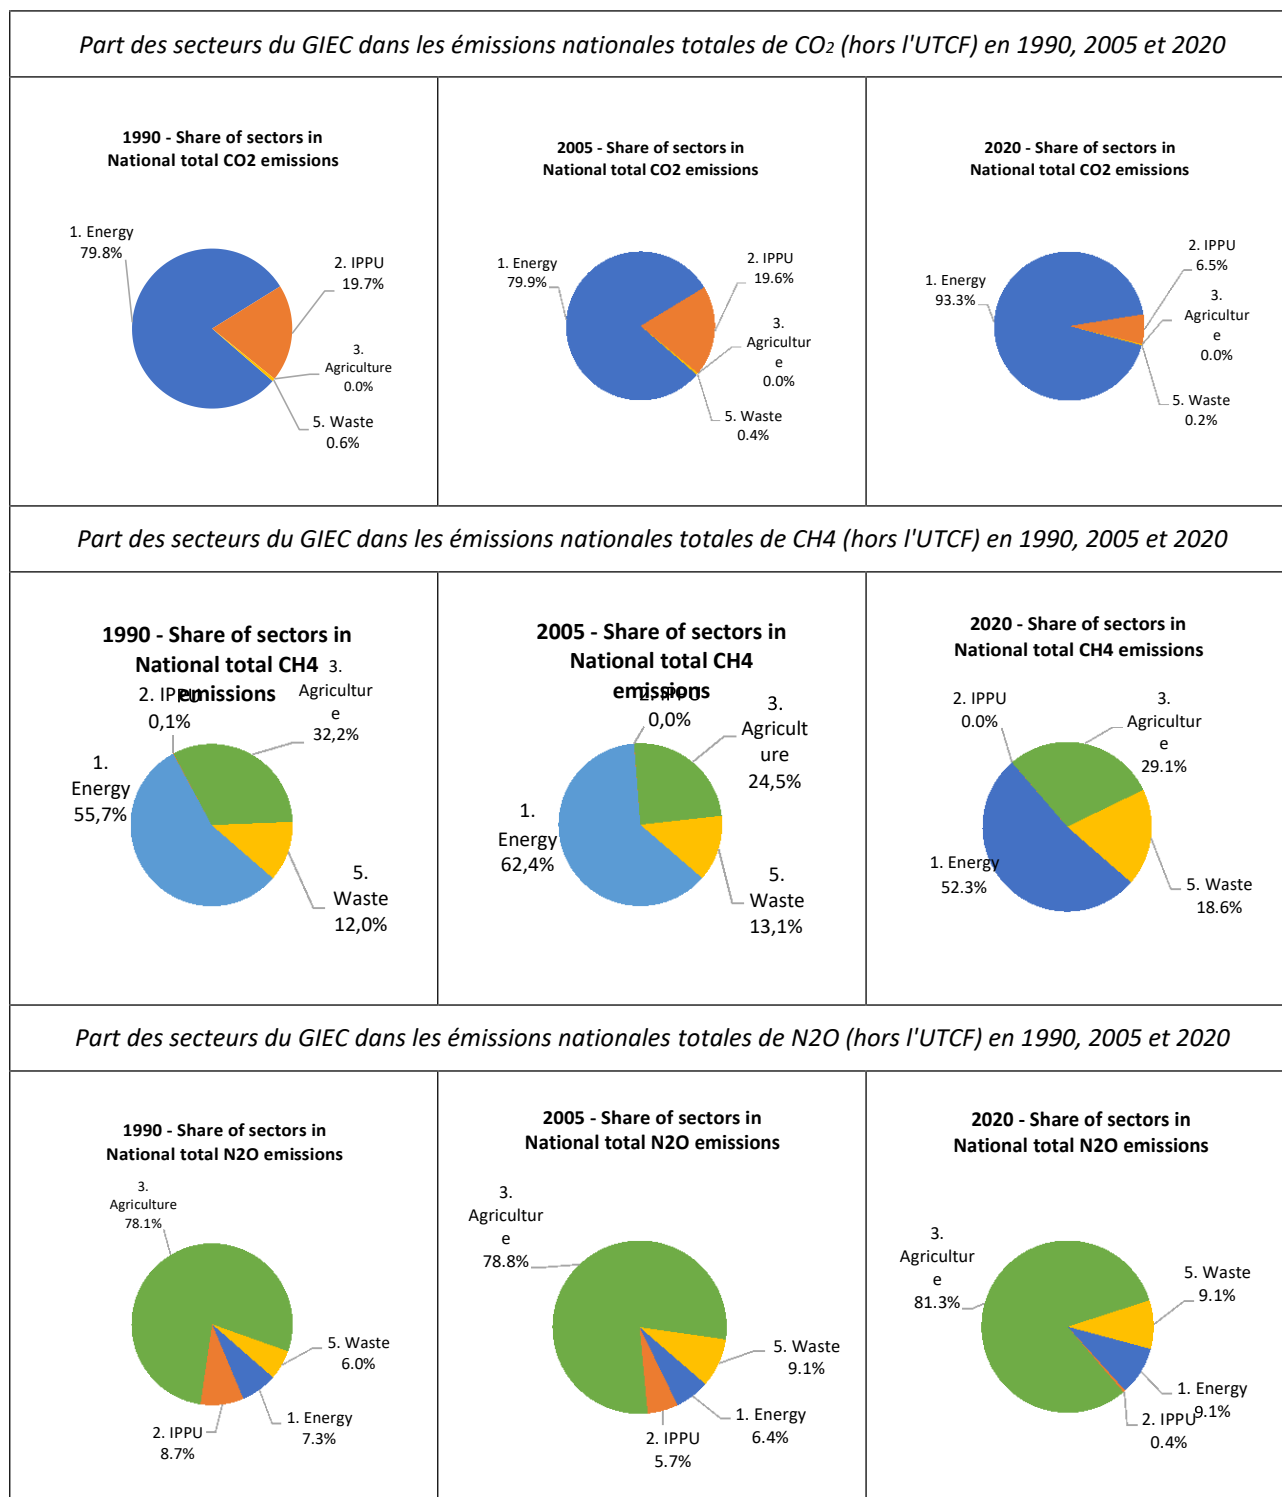 Part des secteurs du GIEC dans les émissions nationales totales de CO₂ (hors l'UTCF) en 1990, 2005 et 2020
1990 - Share of sectors in
National total CO2 emissions
1. Energy
79.8%
2. IPPU
19.7%
3.
Agriculture
0.0%
5. Waste
0.6%
2005 - Share of sectors in
National total CO2 emissions
1. Energy
79.9%
2. IPPU
19.6%
3.
Agricultur
e
0.0%
5. Waste
0.4%
2020 - Share of sectors in
National total CO2 emissions
1. Energy
93.3%
2. IPPU
6.5%
3.
Agricultur
e
0.0%
5. Waste
0.2%
Part des secteurs du GIEC dans les émissions nationales totales de CH4 (hors l'UTCF) en 1990, 2005 et 2020
1990 - Share of sectors in
National total CH4
emissions
2. IPPU
0,1%
3.
Agricultur
e
32,2%
1.
Energy
55,7%
5.
Waste
12,0%
2005 - Share of sectors in
National total CH4
emissions
2. IPPU
0,0%
3.
Agricult
ure
24,5%
1.
Energy
62,4%
5.
Waste
13,1%
2020 - Share of sectors in
National total CH4 emissions
2. IPPU
0.0%
3.
Agricultur
e
29.1%
1. Energy
52.3%
5. Waste
18.6%
Part des secteurs du GIEC dans les émissions nationales totales de N2O (hors l'UTCF) en 1990, 2005 et 2020
1990 - Share of sectors in
National total N2O emissions
3.
Agriculture
78.1%
5. Waste
6.0%
1. Energy
7.3%
2. IPPU
8.7%
2005 - Share of sectors in
National total N2O emissions
3.
Agricultur
e
78.8%
5. Waste
9.1%
1. Energy
6.4%
2. IPPU
5.7%
2020 - Share of sectors in
National total N2O emissions
3.
Agricultur
e
81.3%
5. Waste
9.1%
1. Energy
9.1%
2. IPPU
0.4%